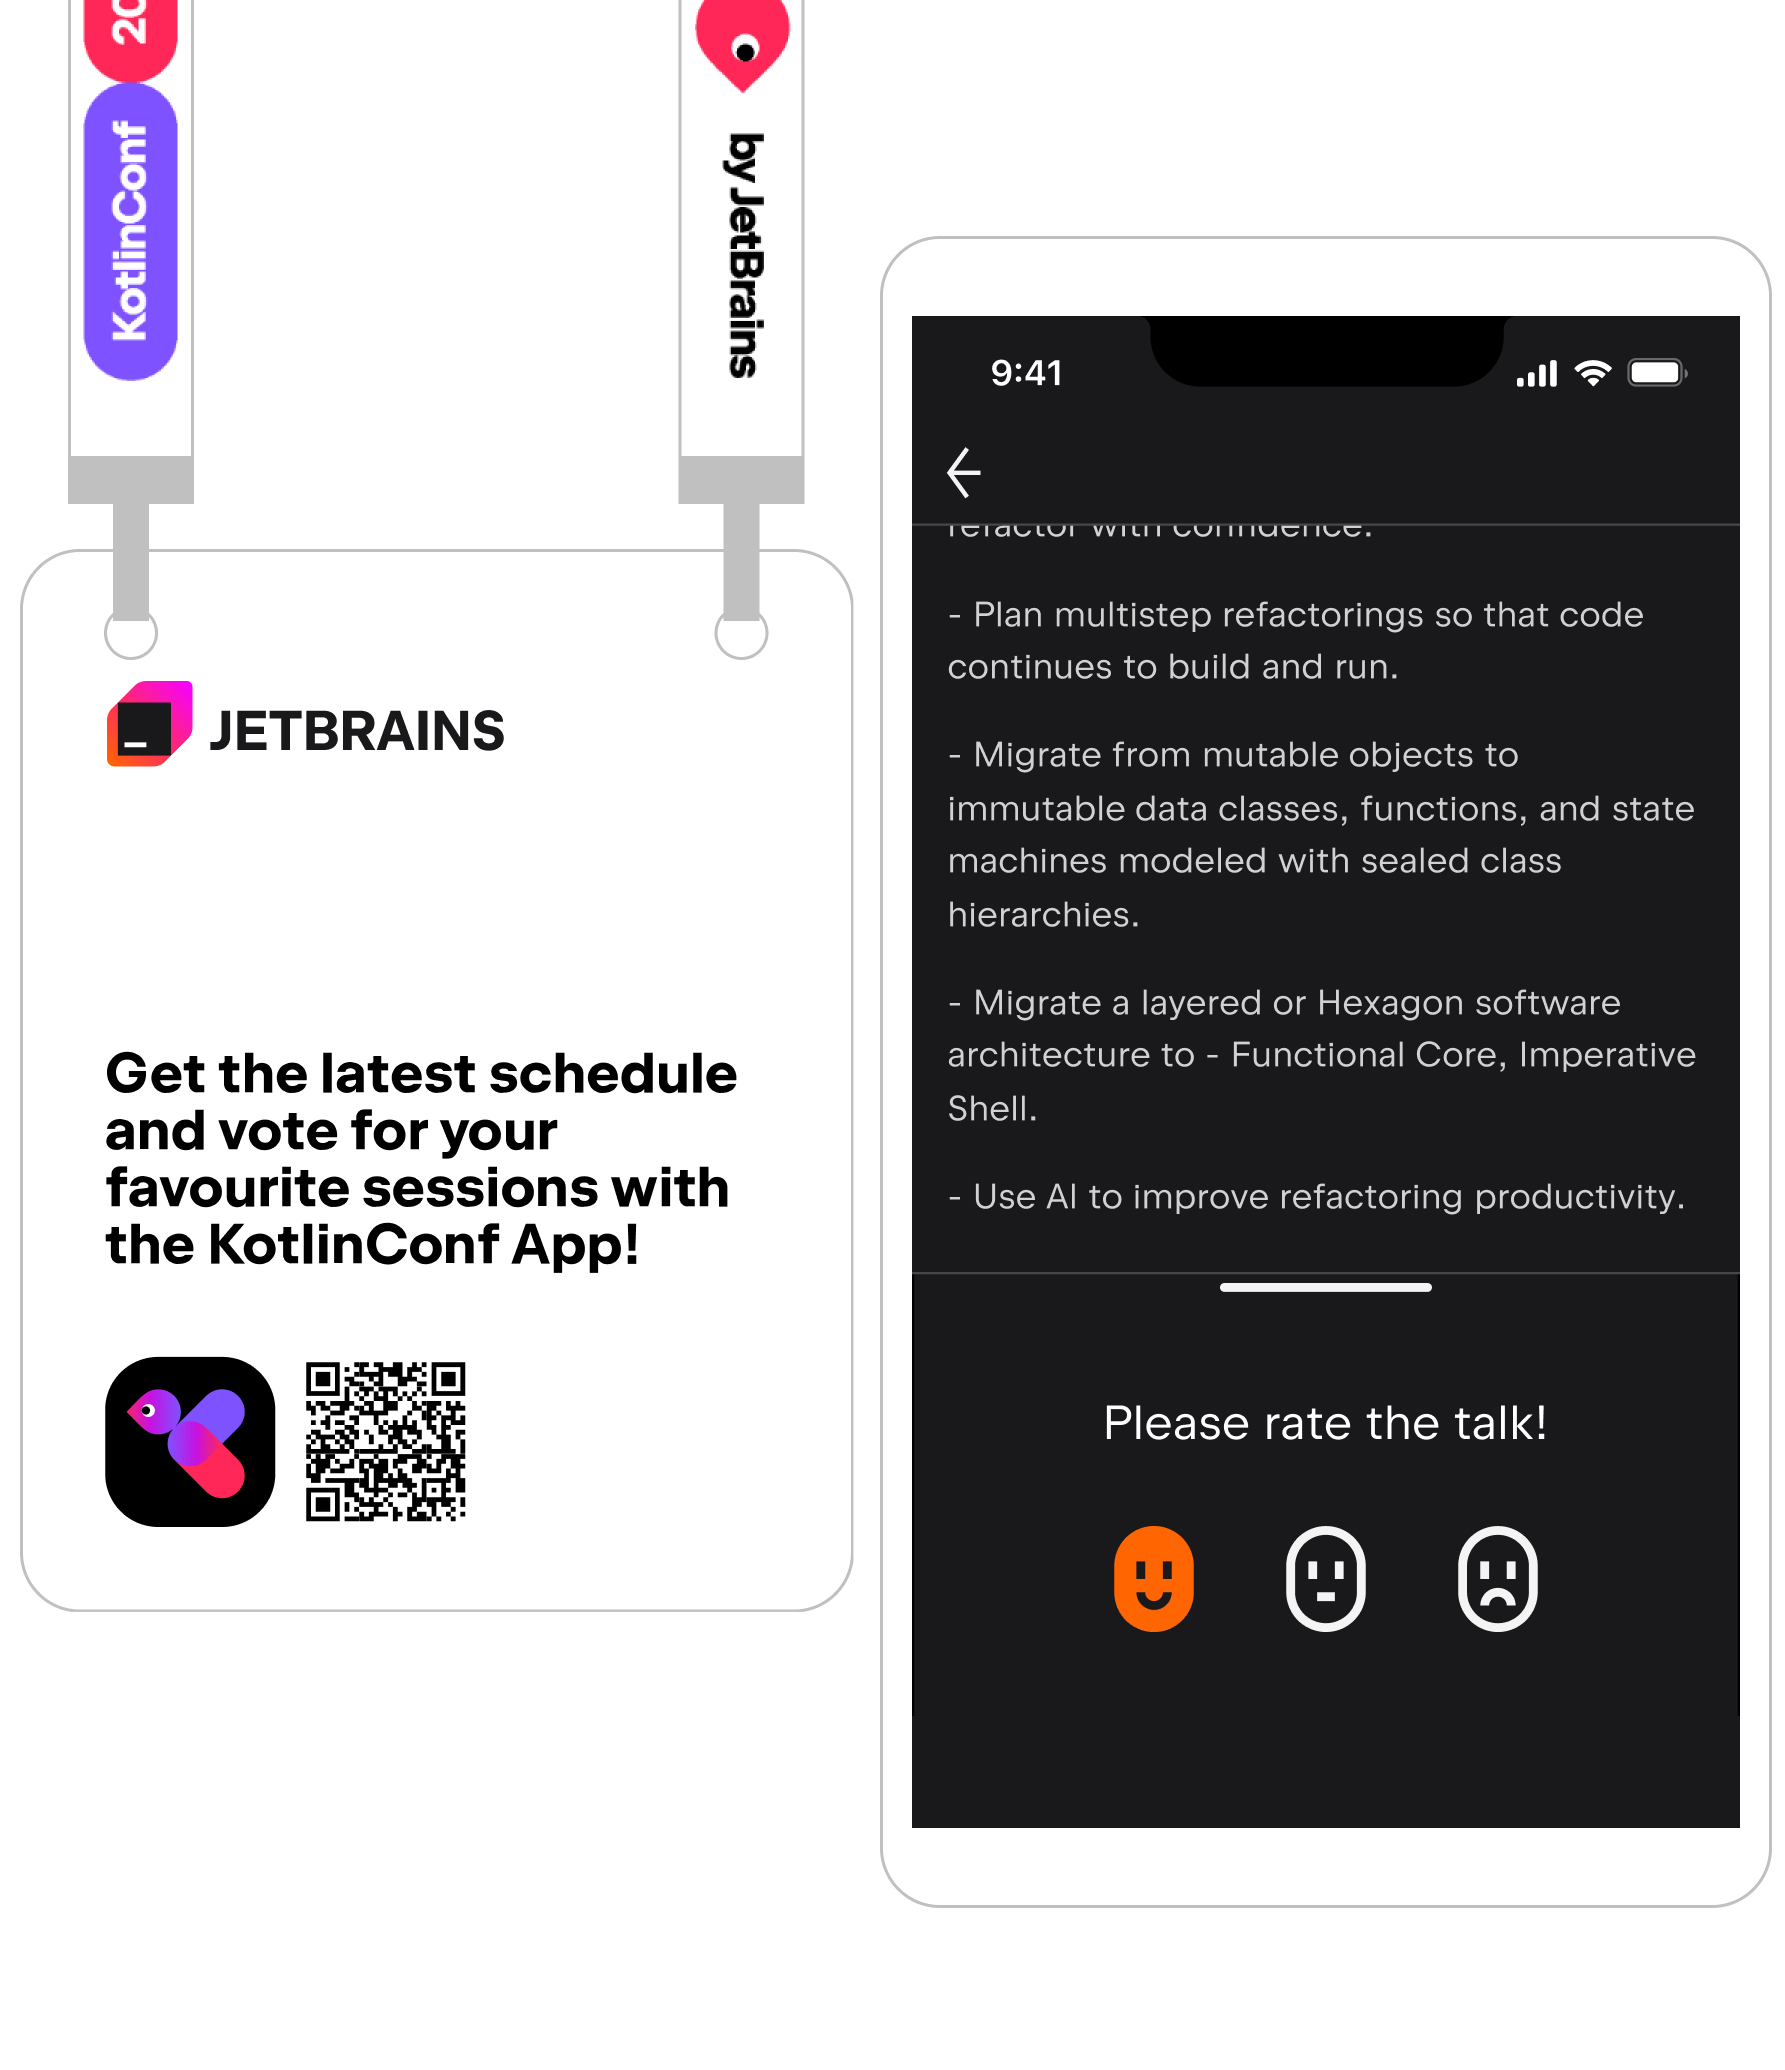 20
KotlinConf
by JetBrains
JETBRAINS
Get the latest schedule
and vote for your
favourite sessions with
the KotlinConf App!
9:41
refactor with confidence.
- Plan multistep refactorings so that code
continues to build and run.
- Migrate from mutable objects to
immutable data classes, functions, and state
machines modeled with sealed class
hierarchies.
- Migrate a layered or Hexagon software
architecture to - Functional Core, Imperative
Shell.
- Use AI to improve refactoring productivity.
Please rate the talk!